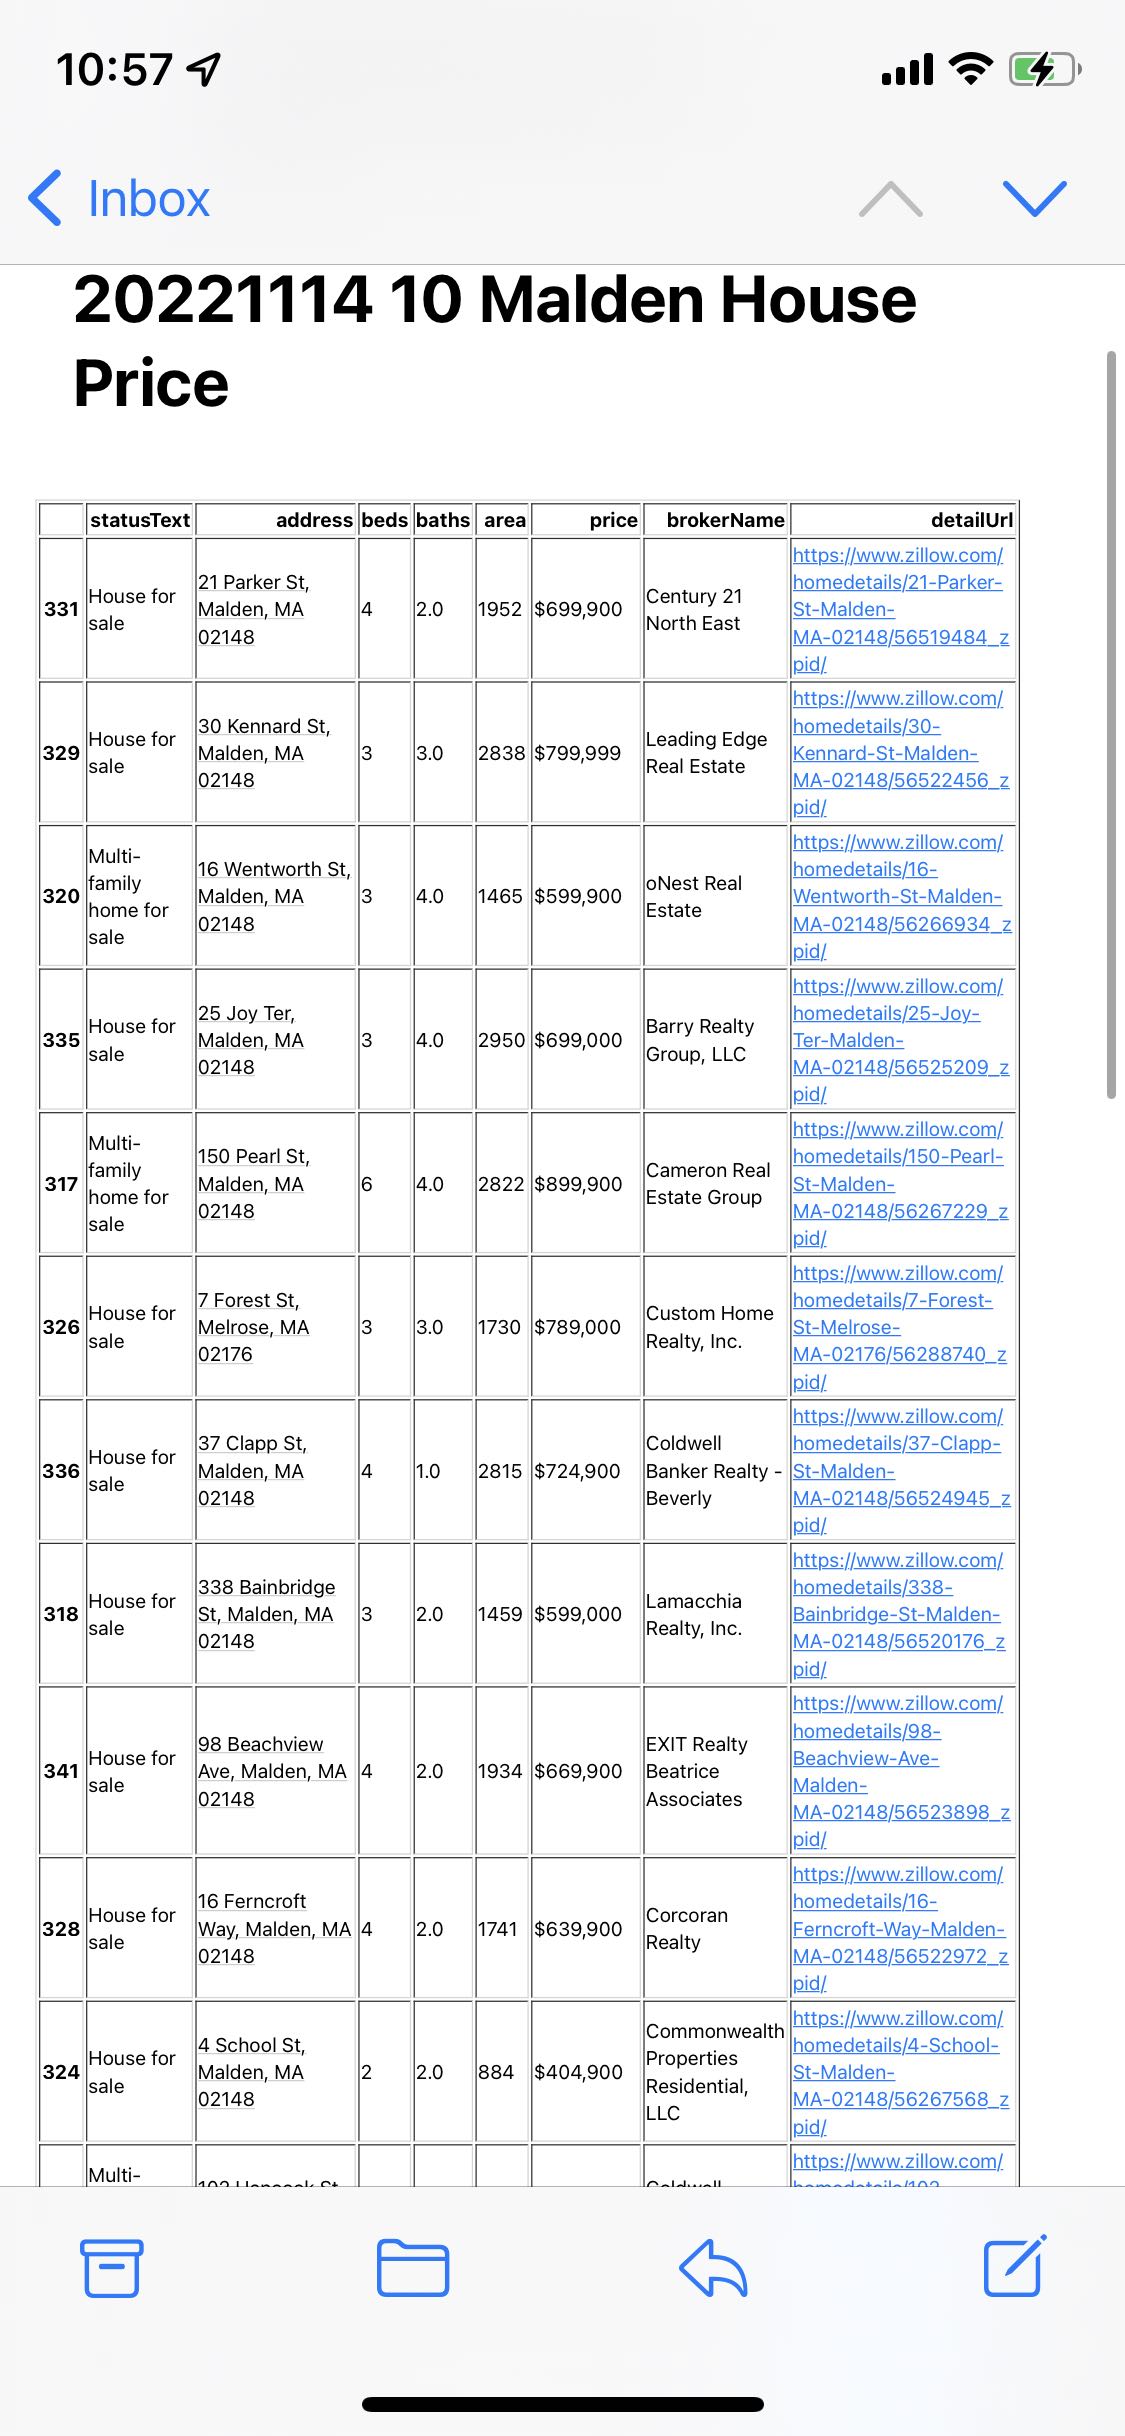 10:57
Inbox
20221114 10 Malden House
Price
statusText address beds baths area price brokerName detailUrl
331 House for sale 21 Parker St, Malden, MA 02148 4 2.0 1952 $699,900 Century 21 North East https://www.zillow.com/homedetails/21-Parker-St-Malden-MA-02148/56519484_zpid/
329 House for sale 30 Kennard St, Malden, MA 02148 3 3.0 2838 $799,999 Leading Edge Real Estate https://www.zillow.com/homedetails/30-Kennard-St-Malden-MA-02148/56522456_zpid/
320 Multi-family home for sale 16 Wentworth St, Malden, MA 02148 3 4.0 1465 $599,900 oNest Real Estate https://www.zillow.com/homedetails/16-Wentworth-St-Malden-MA-02148/56266934_zpid/
335 House for sale 25 Joy Ter, Malden, MA 02148 3 4.0 2950 $699,000 Barry Realty Group, LLC https://www.zillow.com/homedetails/25-Joy-Ter-Malden-MA-02148/56525209_zpid/
317 Multi-family home for sale 150 Pearl St, Malden, MA 02148 6 4.0 2822 $899,900 Cameron Real Estate Group https://www.zillow.com/homedetails/150-Pearl-St-Malden-MA-02148/56267229_zpid/
326 House for sale 7 Forest St, Melrose, MA 02176 3 3.0 1730 $789,000 Custom Home Realty, Inc. https://www.zillow.com/homedetails/7-Forest-St-Melrose-MA-02176/56288740_zpid/
336 House for sale 37 Clapp St, Malden, MA 02148 4 1.0 2815 $724,900 Coldwell Banker Realty - Beverly https://www.zillow.com/homedetails/37-Clapp-St-Malden-MA-02148/56524945_zpid/
318 House for sale 338 Bainbridge St, Malden, MA 02148 3 2.0 1459 $599,000 Lamacchia Realty, Inc. https://www.zillow.com/homedetails/338-Bainbridge-St-Malden-MA-02148/56520176_zpid/
341 House for sale 98 Beachview Ave, Malden, MA 02148 4 2.0 1934 $669,900 EXIT Realty Beatrice Associates https://www.zillow.com/homedetails/98-Beachview-Ave-Malden-MA-02148/56523898_zpid/
328 House for sale 16 Ferncroft Way, Malden, MA 02148 4 2.0 1741 $639,900 Corcoran Realty https://www.zillow.com/homedetails/16-Ferncroft-Way-Malden-MA-02148/56522972_zpid/
324 House for sale 4 School St, Malden, MA 02148 2 2.0 884 $404,900 Commonwealth Properties Residential, LLC https://www.zillow.com/homedetails/4-School-St-Malden-MA-02148/56267568_zpid/
Multi- https://www.zillow.com/